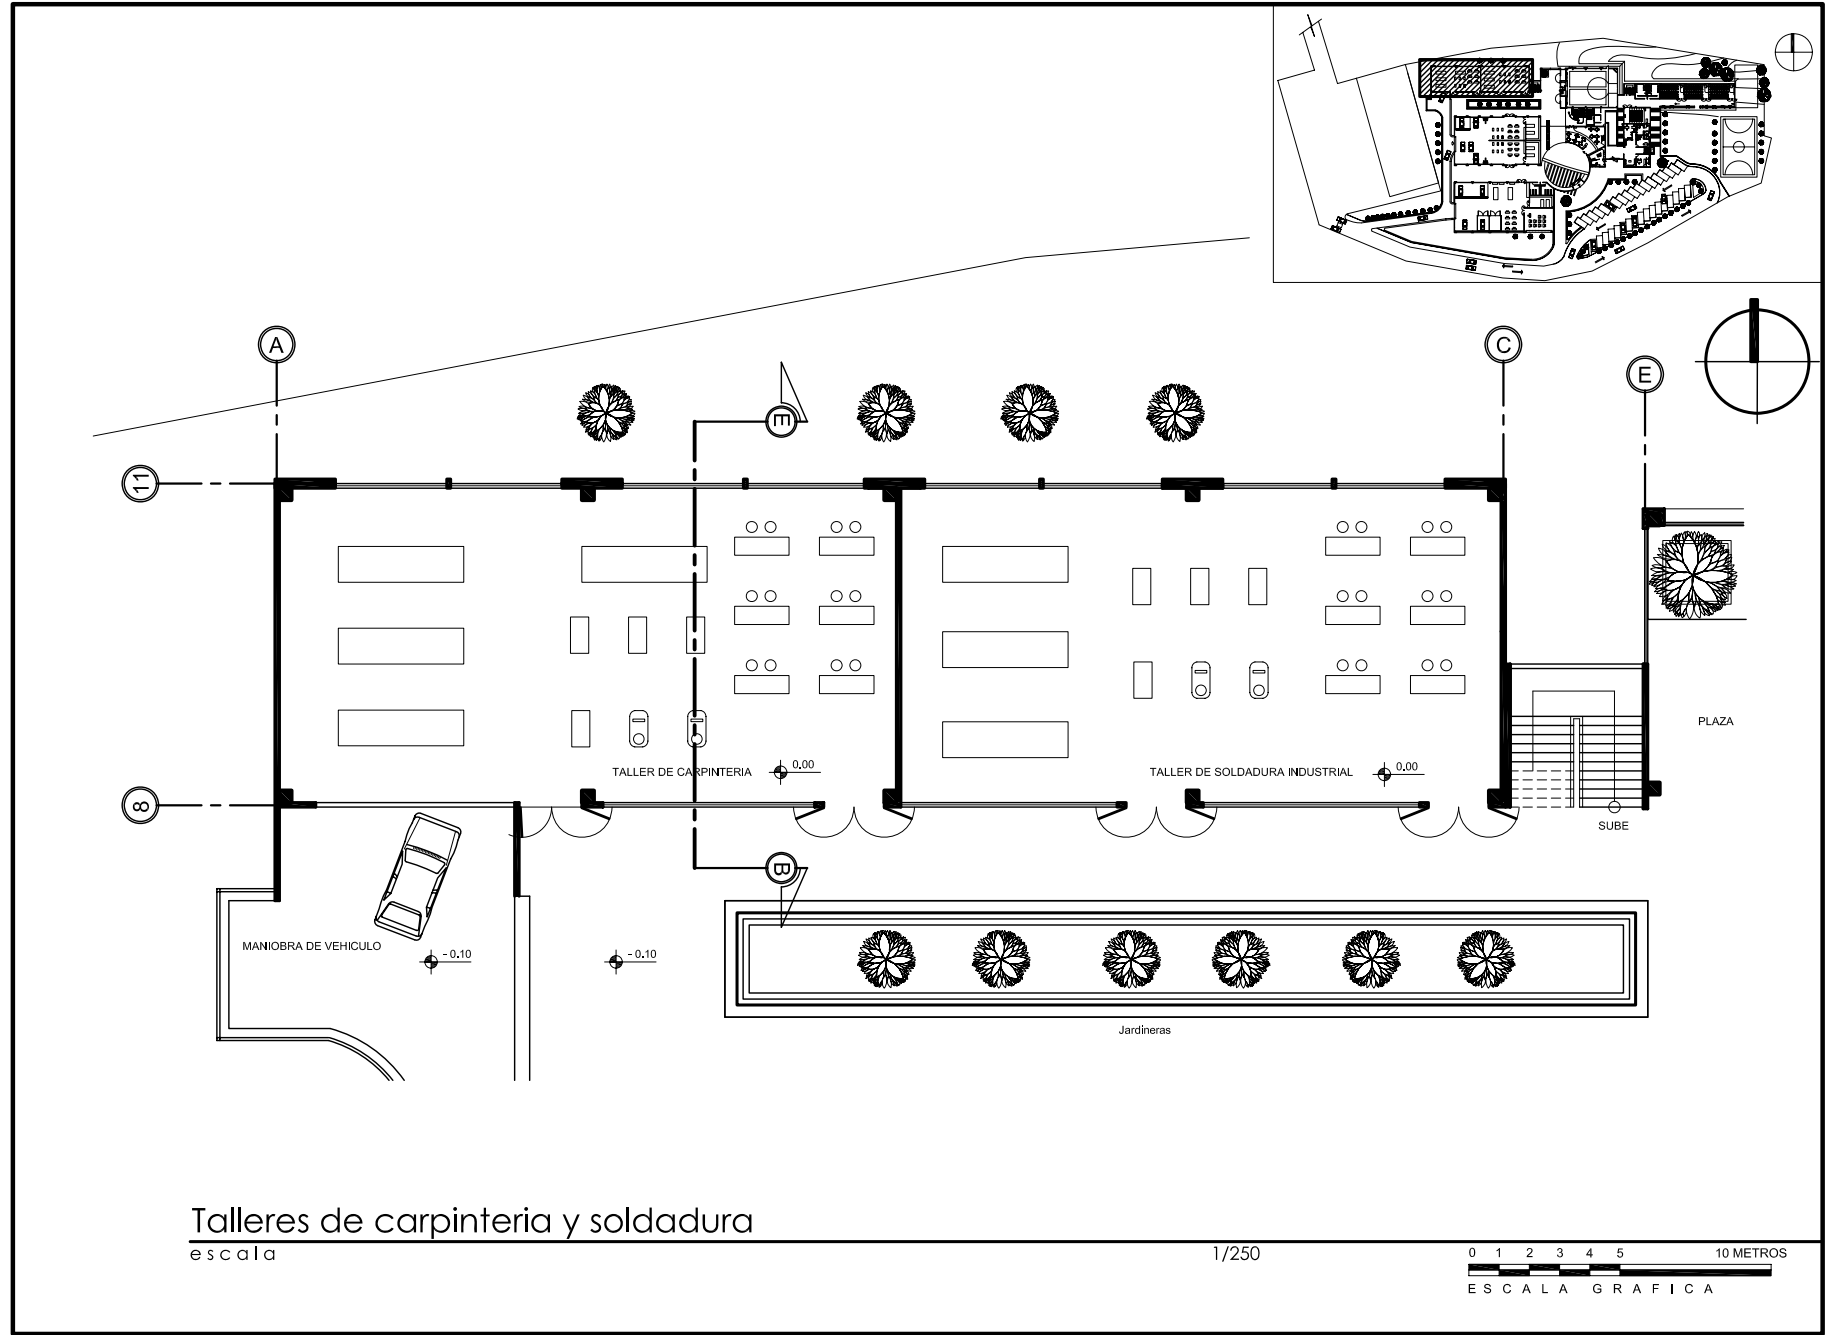 A
C
E
11
E
TALLER DE CARPINTERIA
0.00
TALLER DE SOLDADURA INDUSTRIAL
0.00
PLAZA
8
SUBE
B
MANIOBRA DE VEHICULO
- 0.10
- 0.10
Jardineras
Talleres de carpinteria y soldadura
escala
1/250
0 1 2 3 4 5 10 METROS
ESCALA GRAFICA